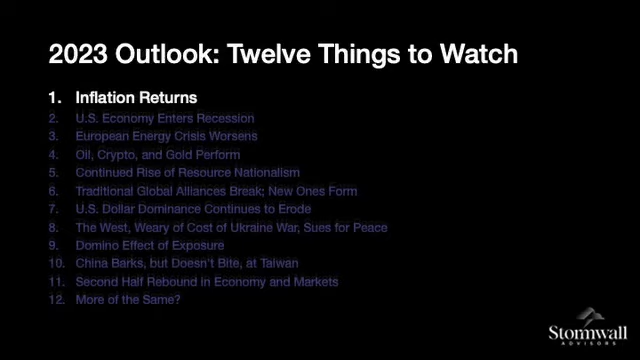 2023 Outlook: Twelve Things to Watch
1. Inflation Returns
2. U.S. Economy Enters Recession
3. European Energy Crisis Worsens
4. Oil, Crypto, and Gold Perform
5. Continued Rise of Resource Nationalism
6. Traditional Global Alliances Break; New Ones Form
7. U.S. Dollar Dominance Continues to Erode
8. The West, Weary of Cost of Ukraine War, Sues for Peace
9. Domino Effect of Exposure
10. China Barks, but Doesn't Bite, at Taiwan
11. Second Half Rebound in Economy and Markets
12. More of the Same?
Stormwall
ADVISORS